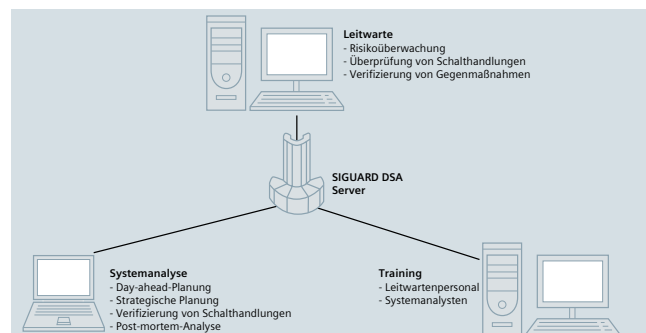 Leitwarte
- Risikoüberwachung
- Überprüfung von Schalthandlungen
- Verifizierung von Gegenmaßnahmen
SIGUARD DSA
Server
Systemanalyse
- Day-ahead-Planung
- Strategische Planung
- Verifizierung von Schalthandlungen
- Post-mortem-Analyse
Training
- Leitwartenpersonal
- Systemanalysten